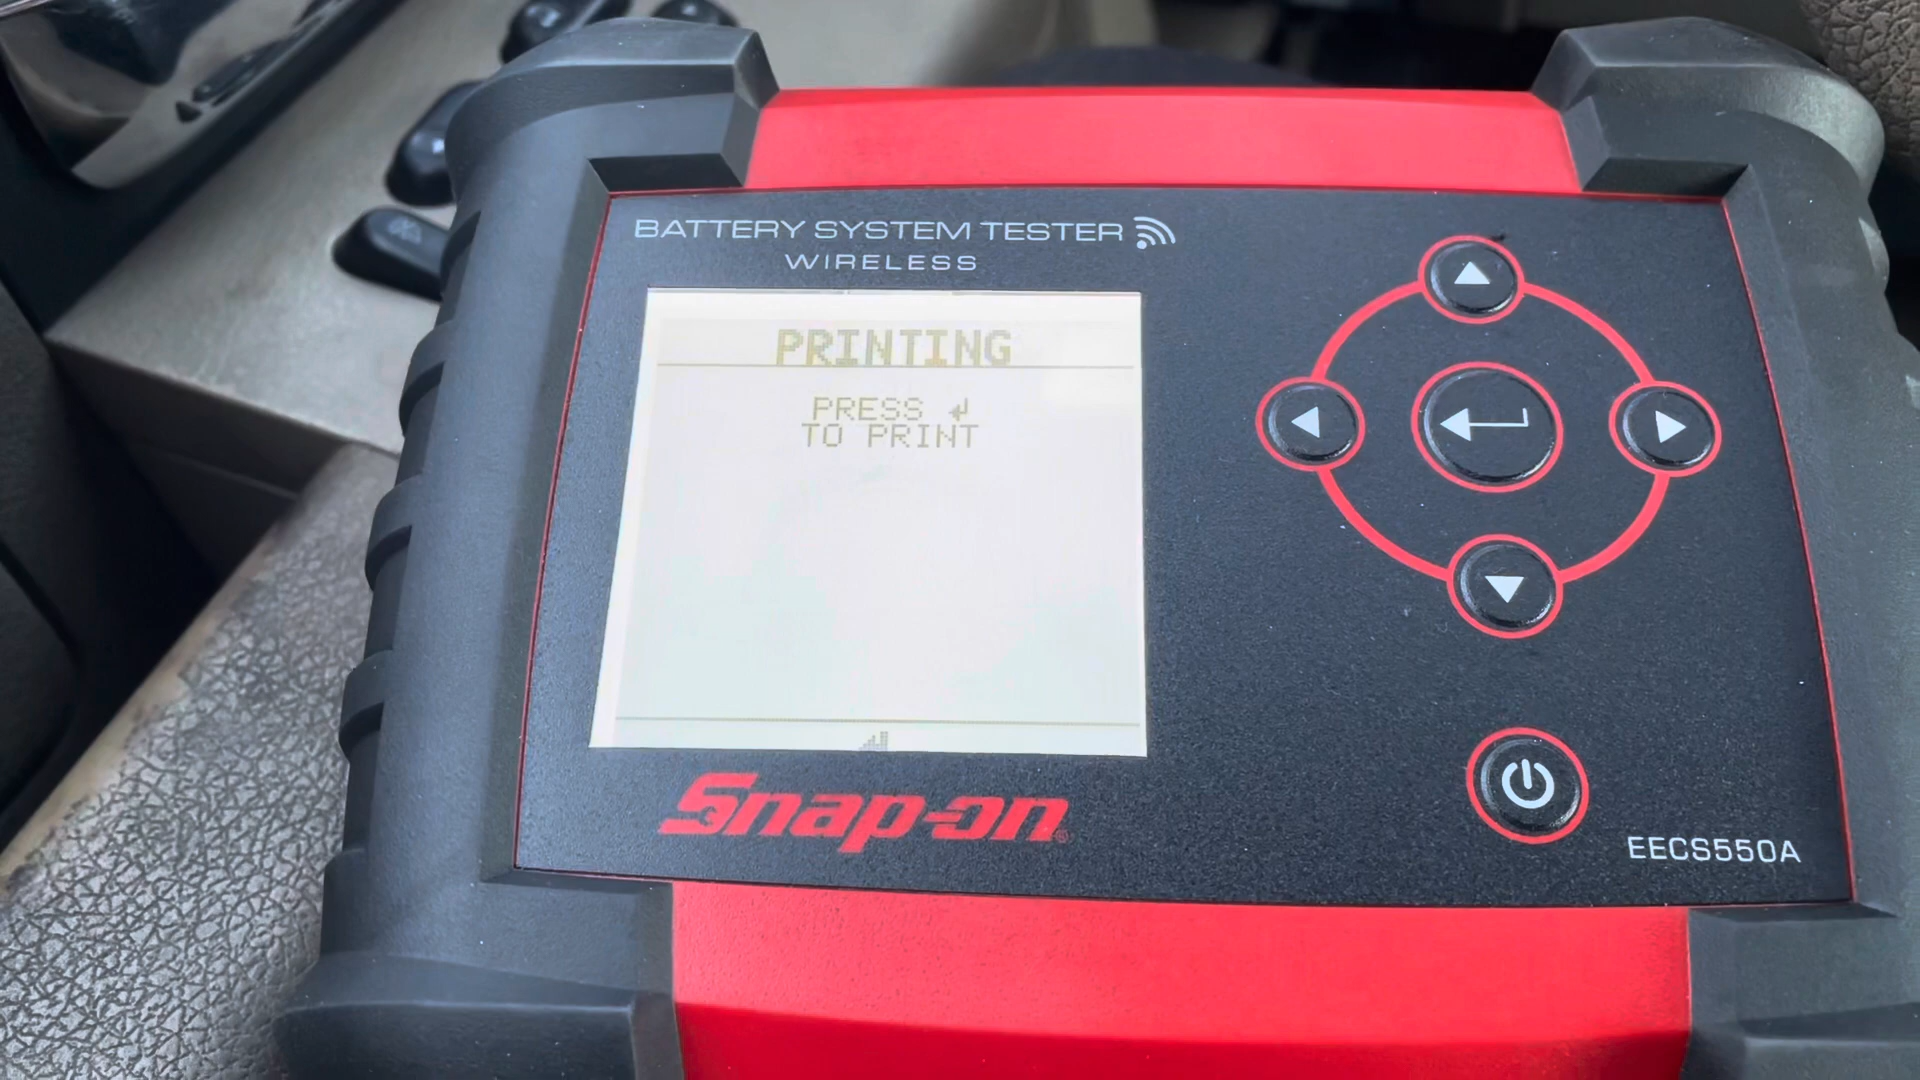 BATTERY SYSTEM TESTER
WIRELESS
PRINTING
PRESS ↵
TO PRINT
Snap-on®
EECS550A